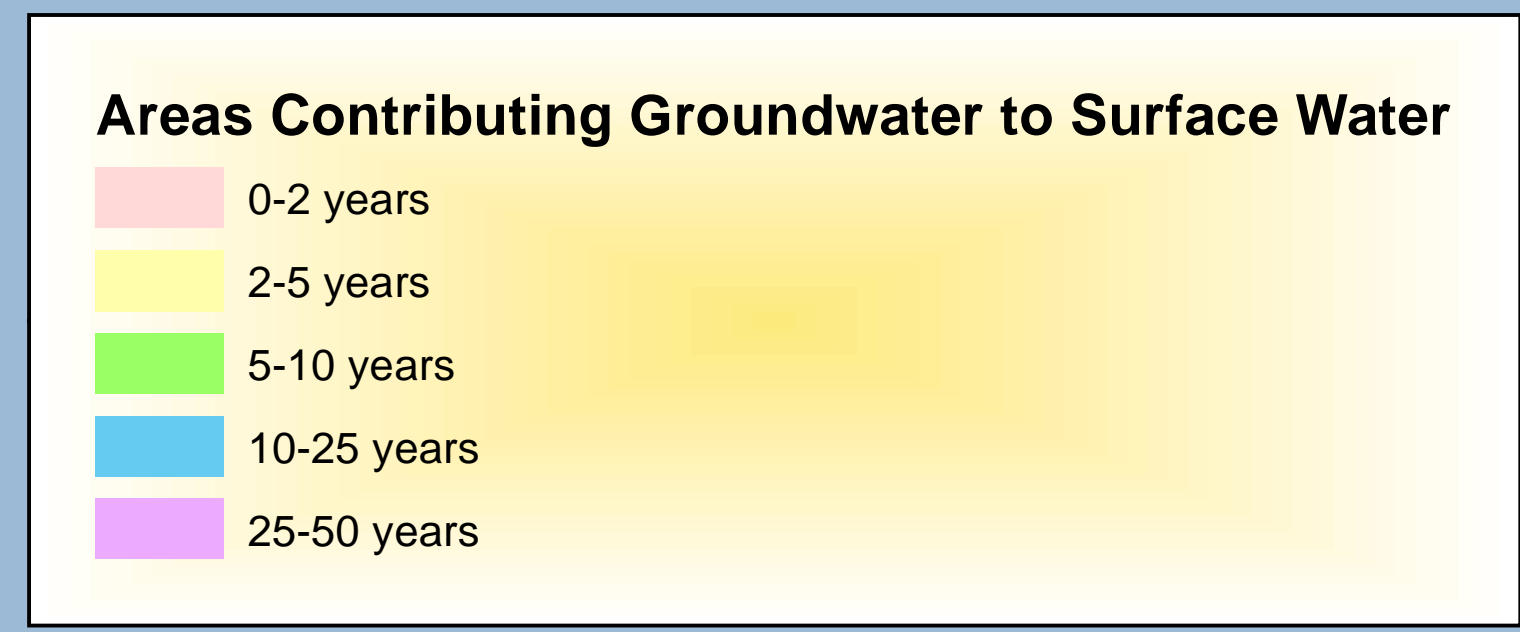 Areas Contributing Groundwater to Surface Water
0-2 years
2-5 years
5-10 years
10-25 years
25-50 years